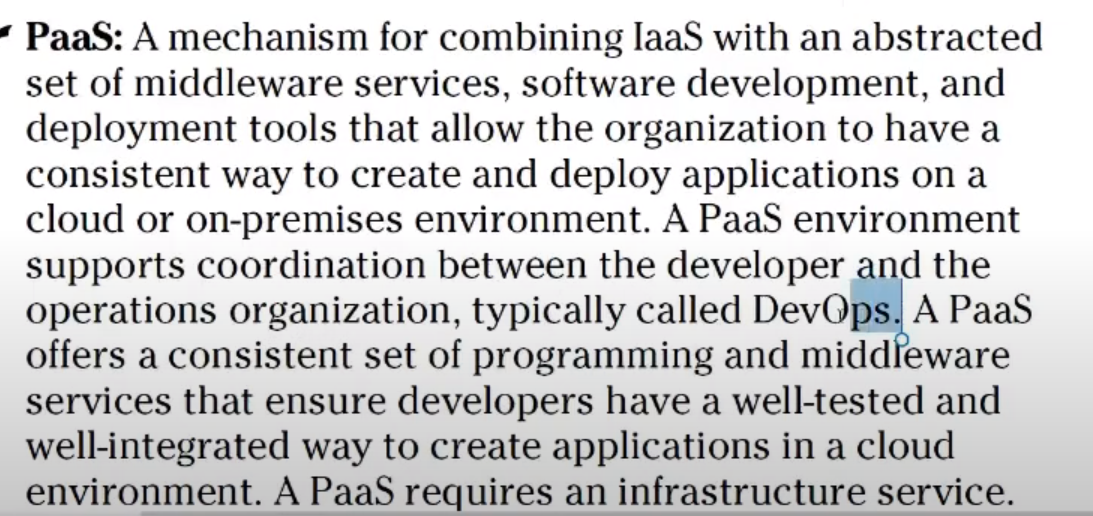 PaaS: A mechanism for combining IaaS with an abstracted
set of middleware services, software development, and
deployment tools that allow the organization to have a
consistent way to create and deploy applications on a
cloud or on-premises environment. A PaaS environment
supports coordination between the developer and the
operations organization, typically called DevOps. A PaaS
offers a consistent set of programming and middleware
services that ensure developers have a well-tested and
well-integrated way to create applications in a cloud
environment. A PaaS requires an infrastructure service.